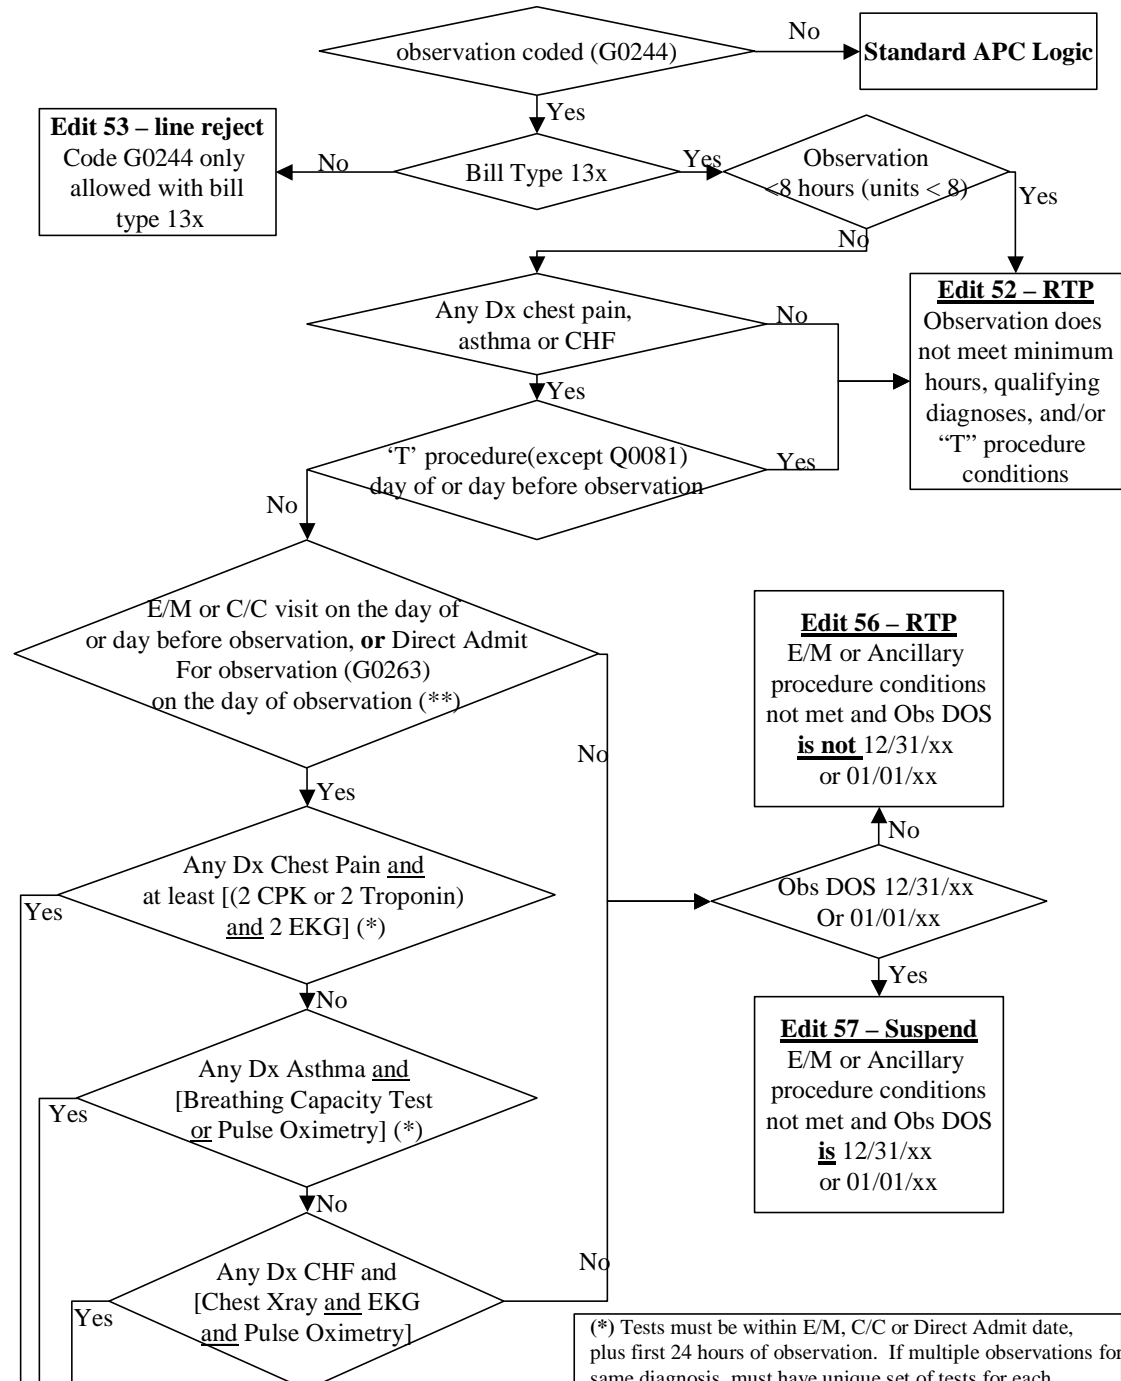 observation coded (G0244)
No
Standard APC Logic
Yes
Edit 53 – line reject
Code G0244 only
allowed with bill
type 13x
No
Bill Type 13x
Yes
Observation
<8 hours (units < 8)
Yes
No
Any Dx chest pain,
asthma or CHF
No
Yes
Edit 52 – RTP
Observation does
not meet minimum
hours, qualifying
diagnoses, and/or
“T” procedure
conditions
‘T’ procedure(except Q0081)
day of or day before observation
Yes
No
E/M or C/C visit on the day of
or day before observation, or Direct Admit
For observation (G0263)
on the day of observation (**)
No
Yes
Edit 56 – RTP
E/M or Ancillary
procedure conditions
not met and Obs DOS
is not 12/31/xx
or 01/01/xx
No
Any Dx Chest Pain and
at least [(2 CPK or 2 Troponin)
and 2 EKG] (*)
Yes
No
Obs DOS 12/31/xx
Or 01/01/xx
Yes
Edit 57 – Suspend
E/M or Ancillary
procedure conditions
not met and Obs DOS
is 12/31/xx
or 01/01/xx
Any Dx Asthma and
[Breathing Capacity Test
or Pulse Oximetry] (*)
Yes
No
Any Dx CHF and
[Chest Xray and EKG
and Pulse Oximetry]
No
Yes
(*) Tests must be within E/M, C/C or Direct Admit date,
plus first 24 hours of observation. If multiple observations for
same diagnosis, must have unique set of tests for each